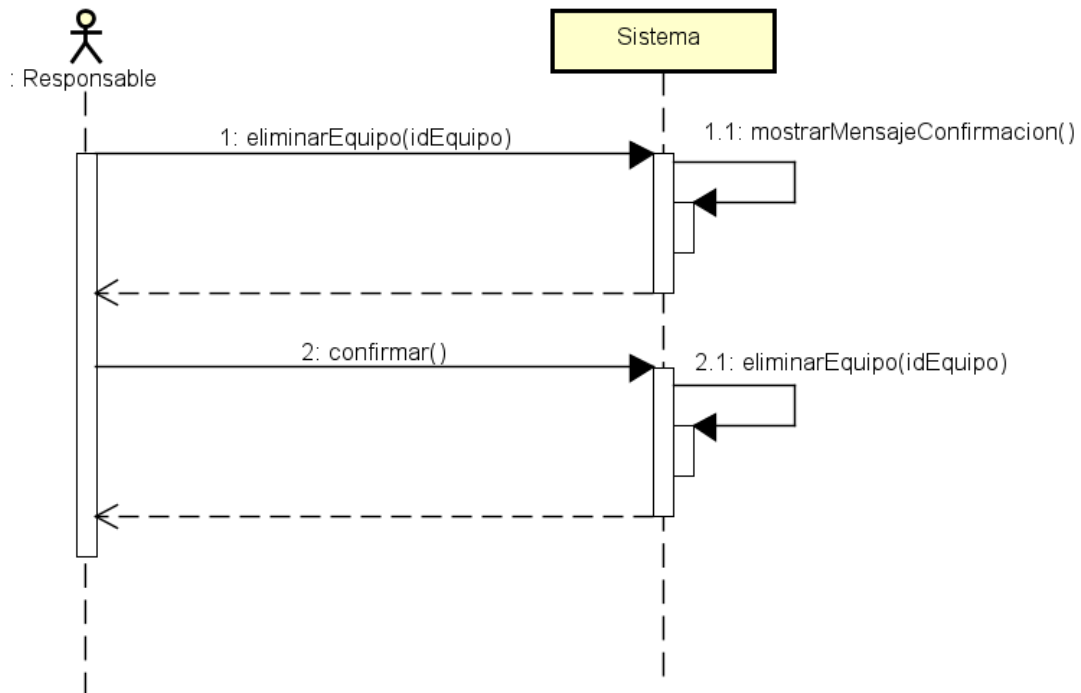 Sistema
: Responsable
1: eliminarEquipo(idEquipo)
1.1: mostrarMensajeConfirmacion()
2: confirmar()
2.1: eliminarEquipo(idEquipo)